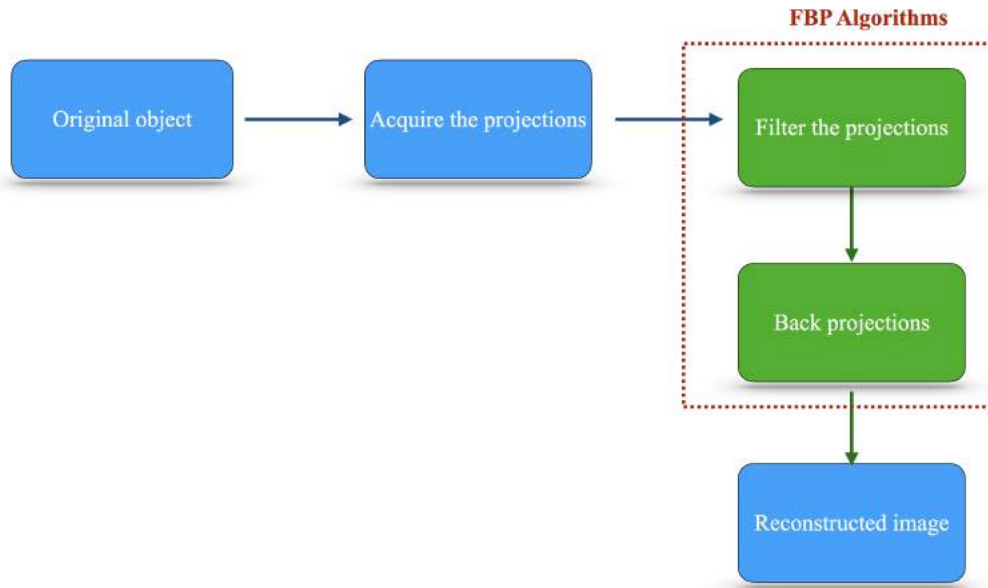 FBP Algorithms
Original object
Acquire the projections
Filter the projections
Back projections
Reconstructed image